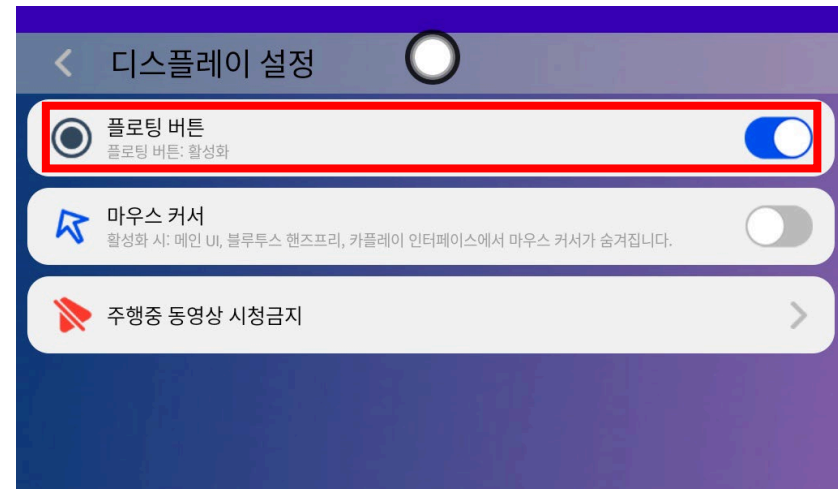 디스플레이 설정
플로팅 버튼
플로팅 버튼: 활성화
마우스 커서
활성화 시: 메인 UI, 블루투스 핸즈프리, 카플레이 인터페이스에서 마우스 커서가 숨겨집니다.
주행중 동영상 시청금지